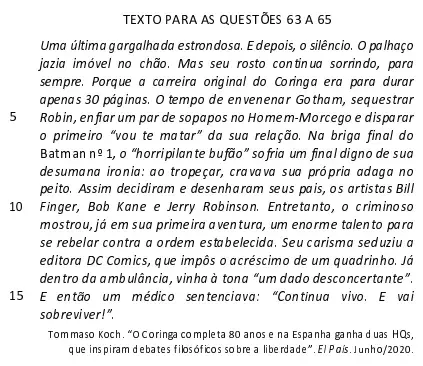 TEXTO PARA AS QUESTÕES 63 A 65
Uma última gargalhada estrondosa. E depois, o silêncio. O palhaço
jazia imóvel no chão. Mas seu rosto continua sorrindo, para
sempre. Porque a carreira original do Coringa era para durar
apenas 30 páginas. O tempo de envenenar Gotham, sequestrar
5 Robin, enfiar um par de sopapos no Homem-Morcego e disparar
o primeiro “vou te matar” da sua relação. Na briga final do
Batman nº 1, o “horripilante bufão” sofria um final digno de sua
desumana ironia: ao tropeçar, cravava sua própria adaga no
peito. Assim decidiram e desenharam seus pais, os artistas Bill
10 Finger, Bob Kane e Jerry Robinson. Entretanto, o criminoso
mostrou, já em sua primeira aventura, um enorme talento para
se rebelar contra a ordem estabelecida. Seu carisma seduziu a
editora DC Comics, que impôs o acréscimo de um quadrinho. Já
dentro da ambulância, vinha à tona “um dado desconcertante”.
15 E então um médico sentenciava: “Continua vivo. E vai
sobreviver!”.
Tommaso Koch. “O Coringa completa 80 anos e na Espanha ganha duas HQs,
que inspiram debates filosóficos sobre a liberdade”. El País. Junho/2020.